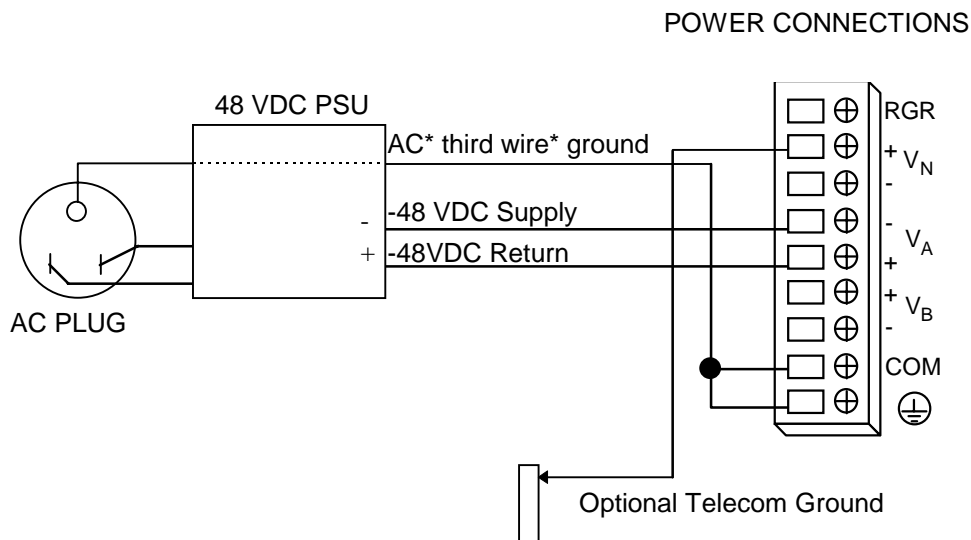 POWER CONNECTIONS
48 VDC PSU
AC* third wire* ground
-
-48 VDC Supply
+
-48VDC Return
AC PLUG
RGR
+
VN
-
-
VA
+
+
VB
-
COM
Optional Telecom Ground